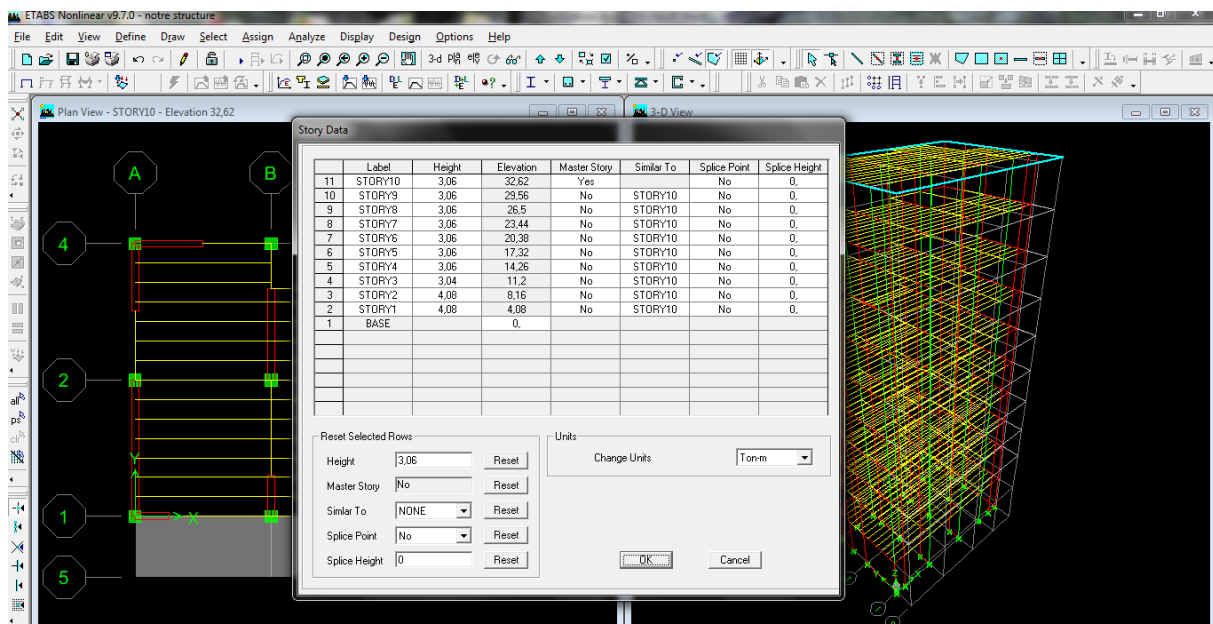 ETABS Nonlinear v9.7.0 - notre structure
File Edit View Define Draw Select Assign Analyze Display Design Options Help
3-d
Plan View - STORY10 - Elevation 32,62
3-D View
Story Data
Label Height Elevation Master Story Similar To Splice Point Splice Height
11 STORY10 3,06 32,62 Yes No 0,
10 STORY9 3,06 29,56 No STORY10 No 0,
9 STORY8 3,06 26,5 No STORY10 No 0,
8 STORY7 3,06 23,44 No STORY10 No 0,
7 STORY6 3,06 20,38 No STORY10 No 0,
6 STORY5 3,06 17,32 No STORY10 No 0,
5 STORY4 3,06 14,26 No STORY10 No 0,
4 STORY3 3,04 11,2 No STORY10 No 0,
3 STORY2 4,08 8,16 No STORY10 No 0,
2 STORY1 4,08 4,08 No STORY10 No 0,
1 BASE 0,
Reset Selected Rows
Height 3,06 Reset
Master Story No Reset
Simlar To NONE Reset
Splice Point No Reset
Splice Height 0 Reset
Units
Change Units Ton-m
OK Cancel
A B
4
2
1
5
Y
X
all
ps
clr
Z
Y
X